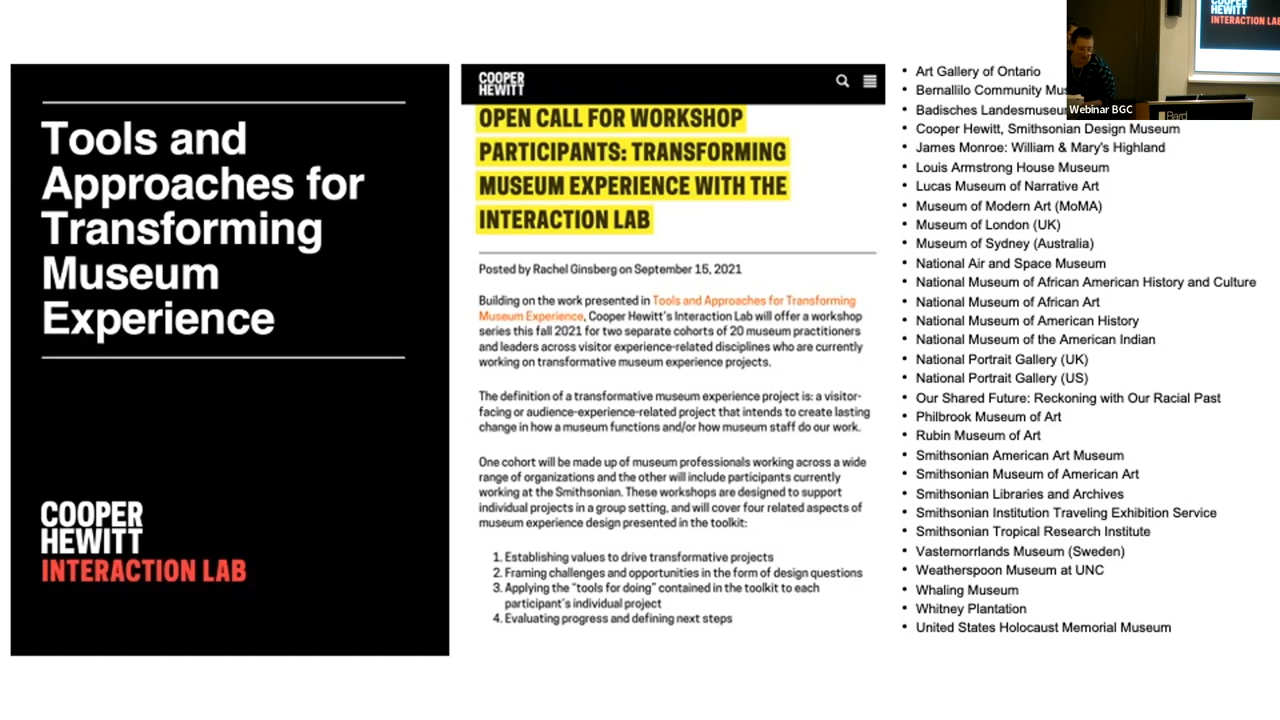 Tools and
Approaches for
Transforming
Museum
Experience
COOPER
HEWITT
INTERACTION LAB
COOPER
HEWITT
OPEN CALL FOR WORKSHOP
PARTICIPANTS: TRANSFORMING
MUSEUM EXPERIENCE WITH THE
INTERACTION LAB
Posted by Rachel Ginsberg on September 15, 2021
Building on the work presented in Tools and Approaches for Transforming
Museum Experience, Cooper Hewitt's Interaction Lab will offer a workshop
series this fall 2021 for two separate cohorts of 20 museum practitioners
and leaders across visitor experience-related disciplines who are currently
working on transformative museum experience projects.
The definition of a transformative museum experience project is: a visitor-
facing or audience-experience-related project that intends to create lasting
change in how a museum functions and/or how museum staff do our work.
One cohort will be made up of museum professionals working across a wide
range of organizations and the other will include participants currently
working at the Smithsonian. These workshops are designed to support
individual projects in a group setting, and will cover four related aspects of
museum experience design presented in the toolkit:
1. Establishing values to drive transformative projects
2. Framing challenges and opportunities in the form of design questions
3. Applying the "tools for doing" contained in the toolkit to each
participant's individual project
4. Evaluating progress and defining next steps
• Art Gallery of Ontario
• Bernallilo Community
• Badisches
• Cooper Hewitt, Smithsonian Design Museum
• James Monroe: William & Mary's Highland
• Louis Armstrong House Museum
• Lucas Museum of Narrative Art
• Museum of Modern Art (MoMA)
• Museum of London (UK)
• Museum of Sydney (Australia)
• National Air and Space Museum
• National Museum of African American History and Culture
• National Museum of African Art
• National Museum of American History
• National Museum of the American Indian
• National Portrait Gallery (UK)
• National Portrait Gallery (US)
• Our Shared Future: Reckoning with Our Racial Past
• Philbrook Museum of Art
• Rubin Museum of Art
• Smithsonian American Art Museum
• Smithsonian Museum of American Art
• Smithsonian Libraries and Archives
• Smithsonian Institution Traveling Exhibition Service
• Smithsonian Tropical Research Institute
• Vasternorrlands Museum (Sweden)
• Weatherspoon Museum at UNC
• Whaling Museum
• Whitney Plantation
• United States Holocaust Memorial Museum
COOPER
HEWITT
INTERACTION
Webinar BGC
Bard